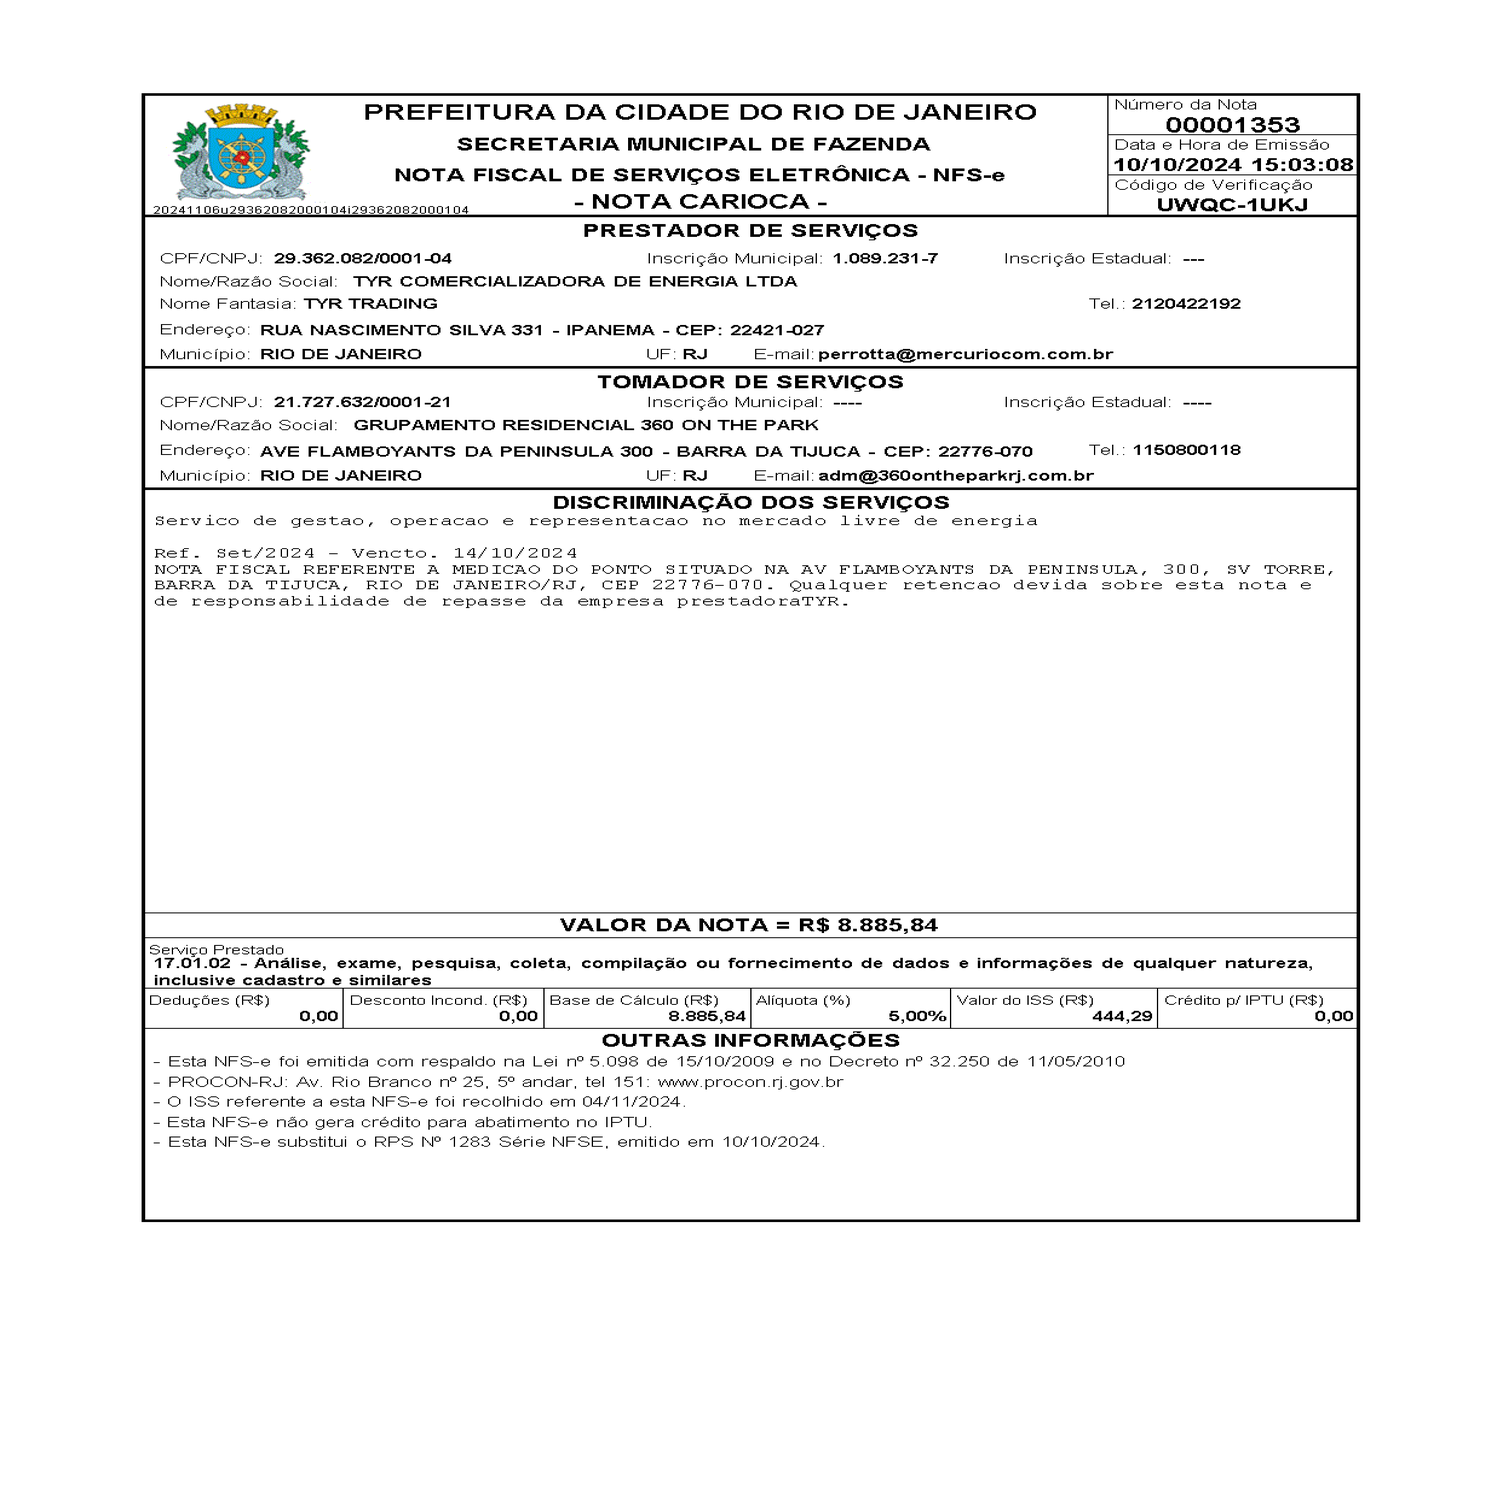 PREFEITURA DA CIDADE DO RIO DE JANEIRO
SECRETARIA MUNICIPAL DE FAZENDA
NOTA FISCAL DE SERVIÇOS ELETRÔNICA - NFS-e
- NOTA CARIOCA -
20241106u29362082000104i29362082000104
Número da Nota
00001353
Data e Hora de Emissão
10/10/2024 15:03:08
Código de Verificação
UWQC-1UKJ
PRESTADOR DE SERVIÇOS
CPF/CNPJ: 29.362.082/0001-04 Inscrição Municipal: 1.089.231-7 Inscrição Estadual: ---
Nome/Razão Social: TYR COMERCIALIZADORA DE ENERGIA LTDA
Nome Fantasia: TYR TRADING Tel.: 2120422192
Endereço: RUA NASCIMENTO SILVA 331 - IPANEMA - CEP: 22421-027
Município: RIO DE JANEIRO UF: RJ E-mail: perrotta@mercuriocom.com.br
TOMADOR DE SERVIÇOS
CPF/CNPJ: 21.727.632/0001-21 Inscrição Municipal: ---- Inscrição Estadual: ----
Nome/Razão Social: GRUPAMENTO RESIDENCIAL 360 ON THE PARK
Endereço: AVE FLAMBOYANTS DA PENINSULA 300 - BARRA DA TIJUCA - CEP: 22776-070 Tel.: 1150800118
Município: RIO DE JANEIRO UF: RJ E-mail: adm@360ontheparkrj.com.br
DISCRIMINAÇÃO DOS SERVIÇOS
Servico de gestao, operacao e representacao no mercado livre de energia
Ref. Set/2024 - Vencto. 14/10/2024
NOTA FISCAL REFERENTE A MEDICAO DO PONTO SITUADO NA AV FLAMBOYANTS DA PENINSULA, 300, SV TORRE,
BARRA DA TIJUCA, RIO DE JANEIRO/RJ, CEP 22776-070. Qualquer retencao devida sobre esta nota e
de responsabilidade de repasse da empresa prestadoraTYR.
VALOR DA NOTA = R$ 8.885,84
Serviço Prestado
17.01.02 - Análise, exame, pesquisa, coleta, compilação ou fornecimento de dados e informações de qualquer natureza,
inclusive cadastro e similares
Deduções (R$) Desconto Incond. (R$) Base de Cálculo (R$) Alíquota (%) Valor do ISS (R$) Crédito p/ IPTU (R$)
0,00 0,00 8.885,84 5,00% 444,29 0,00
OUTRAS INFORMAÇÕES
- Esta NFS-e foi emitida com respaldo na Lei nº 5.098 de 15/10/2009 e no Decreto nº 32.250 de 11/05/2010
- PROCON-RJ: Av. Rio Branco nº 25, 5º andar, tel 151: www.procon.rj.gov.br
- O ISS referente a esta NFS-e foi recolhido em 04/11/2024.
- Esta NFS-e não gera crédito para abatimento no IPTU.
- Esta NFS-e substitui o RPS Nº 1283 Série NFSE, emitido em 10/10/2024.